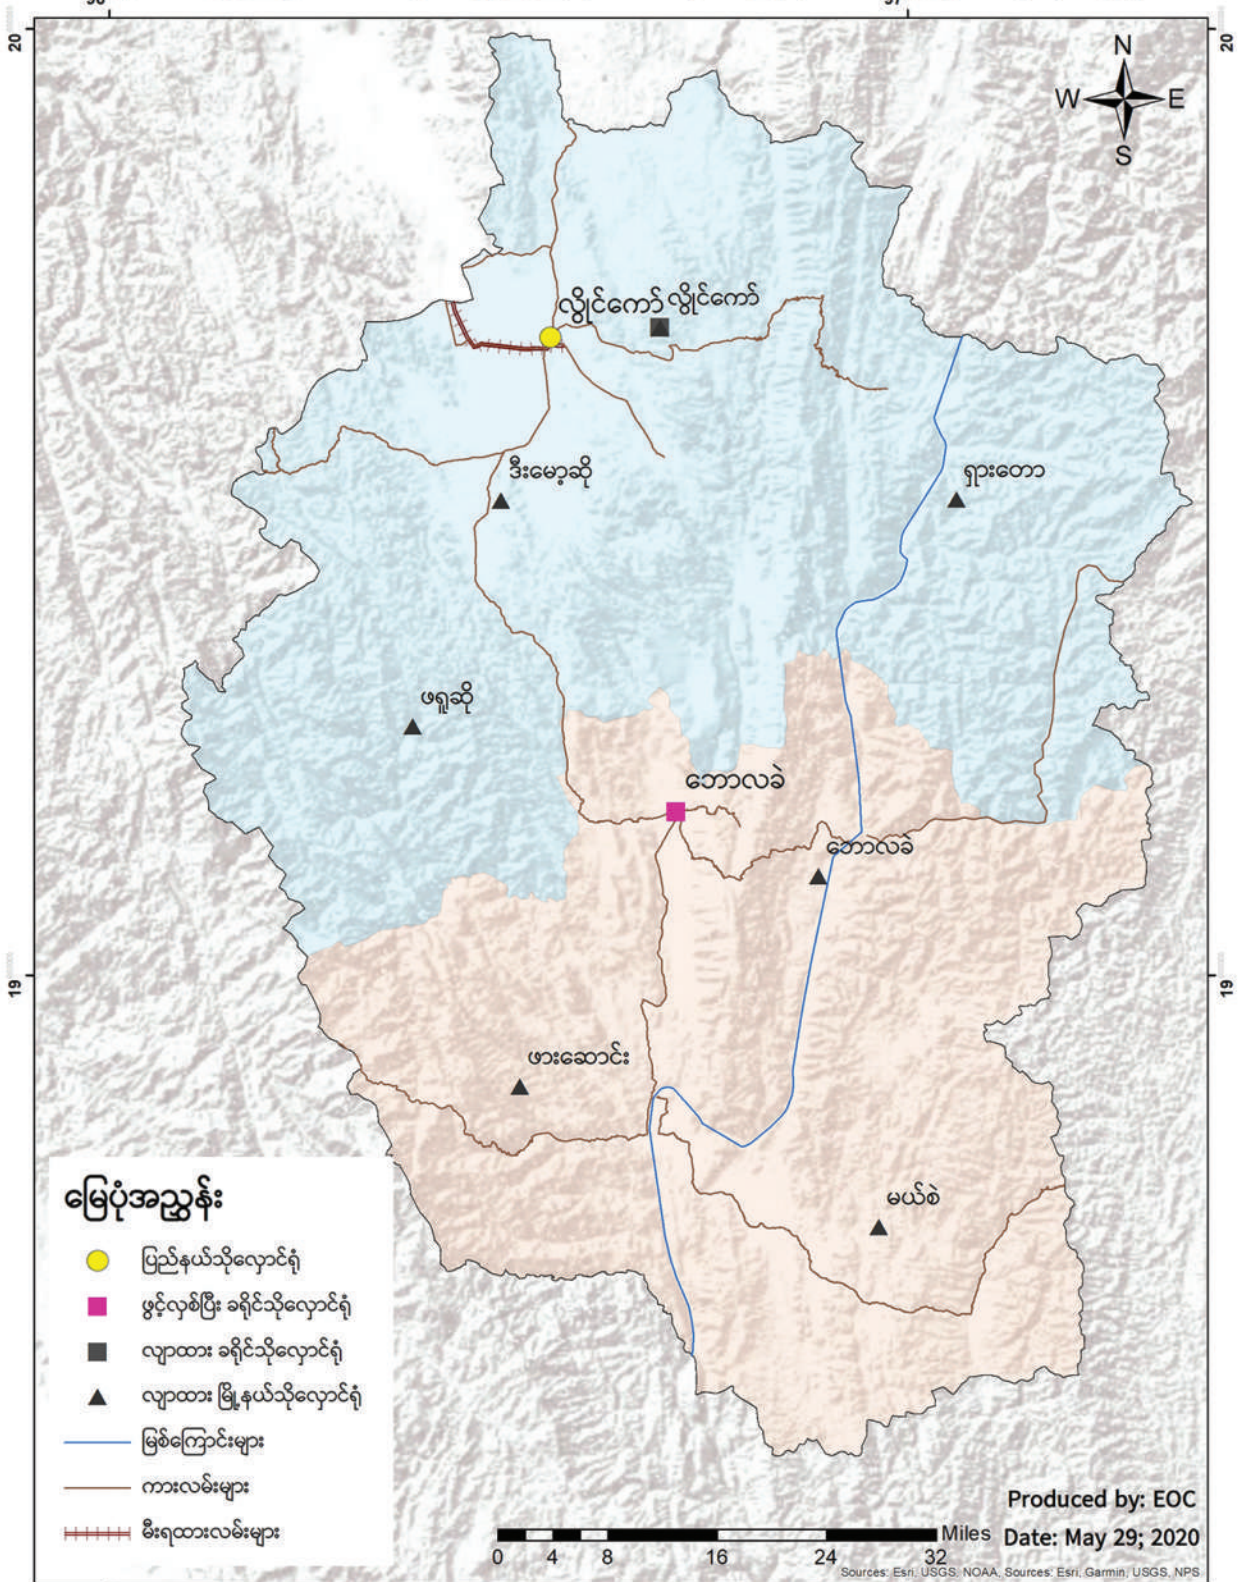 20
20
N
W E
S
လွိုင်ကော် လွိုင်ကော်
ဒီးမော့ဆို
ရှားတော
ဖရူဆို
ဘောလခဲ
ဘောလခဲ
19
19
ဖားဆောင်း
မယ်စဲ့
မြေပုံအညွှန်း
ပြည်နယ်သိုလှောင်ရုံ
ဖွင့်လှစ်ပြီး ခရိုင်သိုလှောင်ရုံ
လျာထား ခရိုင်သိုလှောင်ရုံ
လျာထား မြို့နယ်သိုလှောင်ရုံ
မြစ်ကြောင်းများ
ကားလမ်းများ
မီးရထားလမ်းများ
Produced by: EOC
Miles Date: May 29; 2020
0 4 8 16 24 32
Sources: Esri, USGS, NOAA, Sources: Esri, Garmin, USGS, NPS